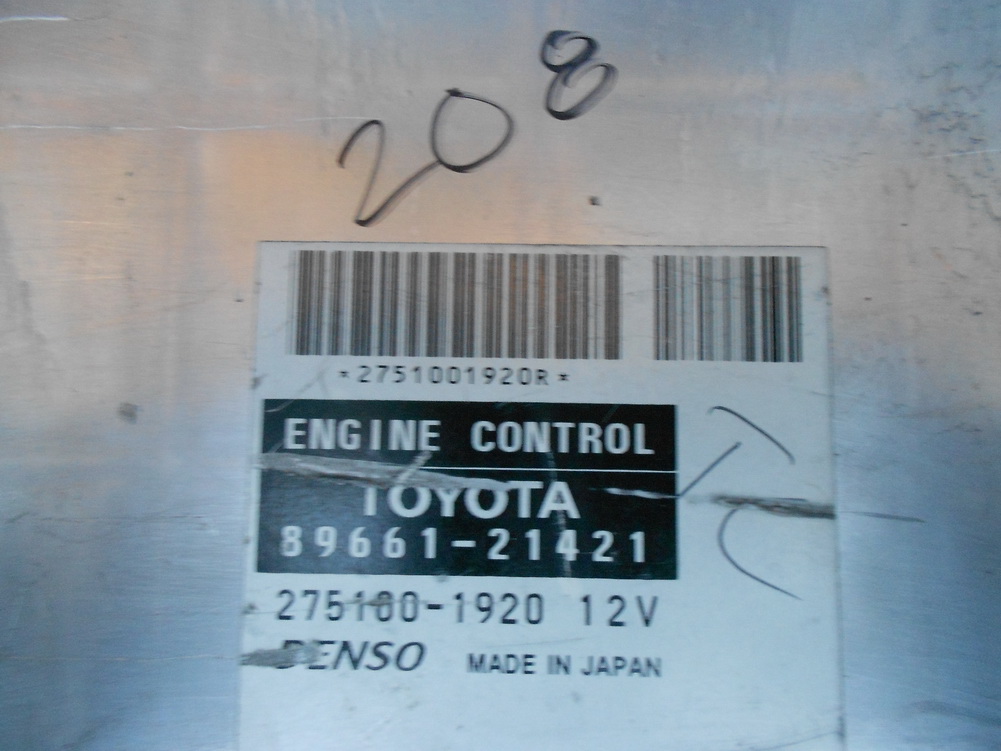 208
*2751001920R*
ENGINE CONTROL
TOYOTA
89661-21421
275100-1920 12V
DENSO MADE IN JAPAN